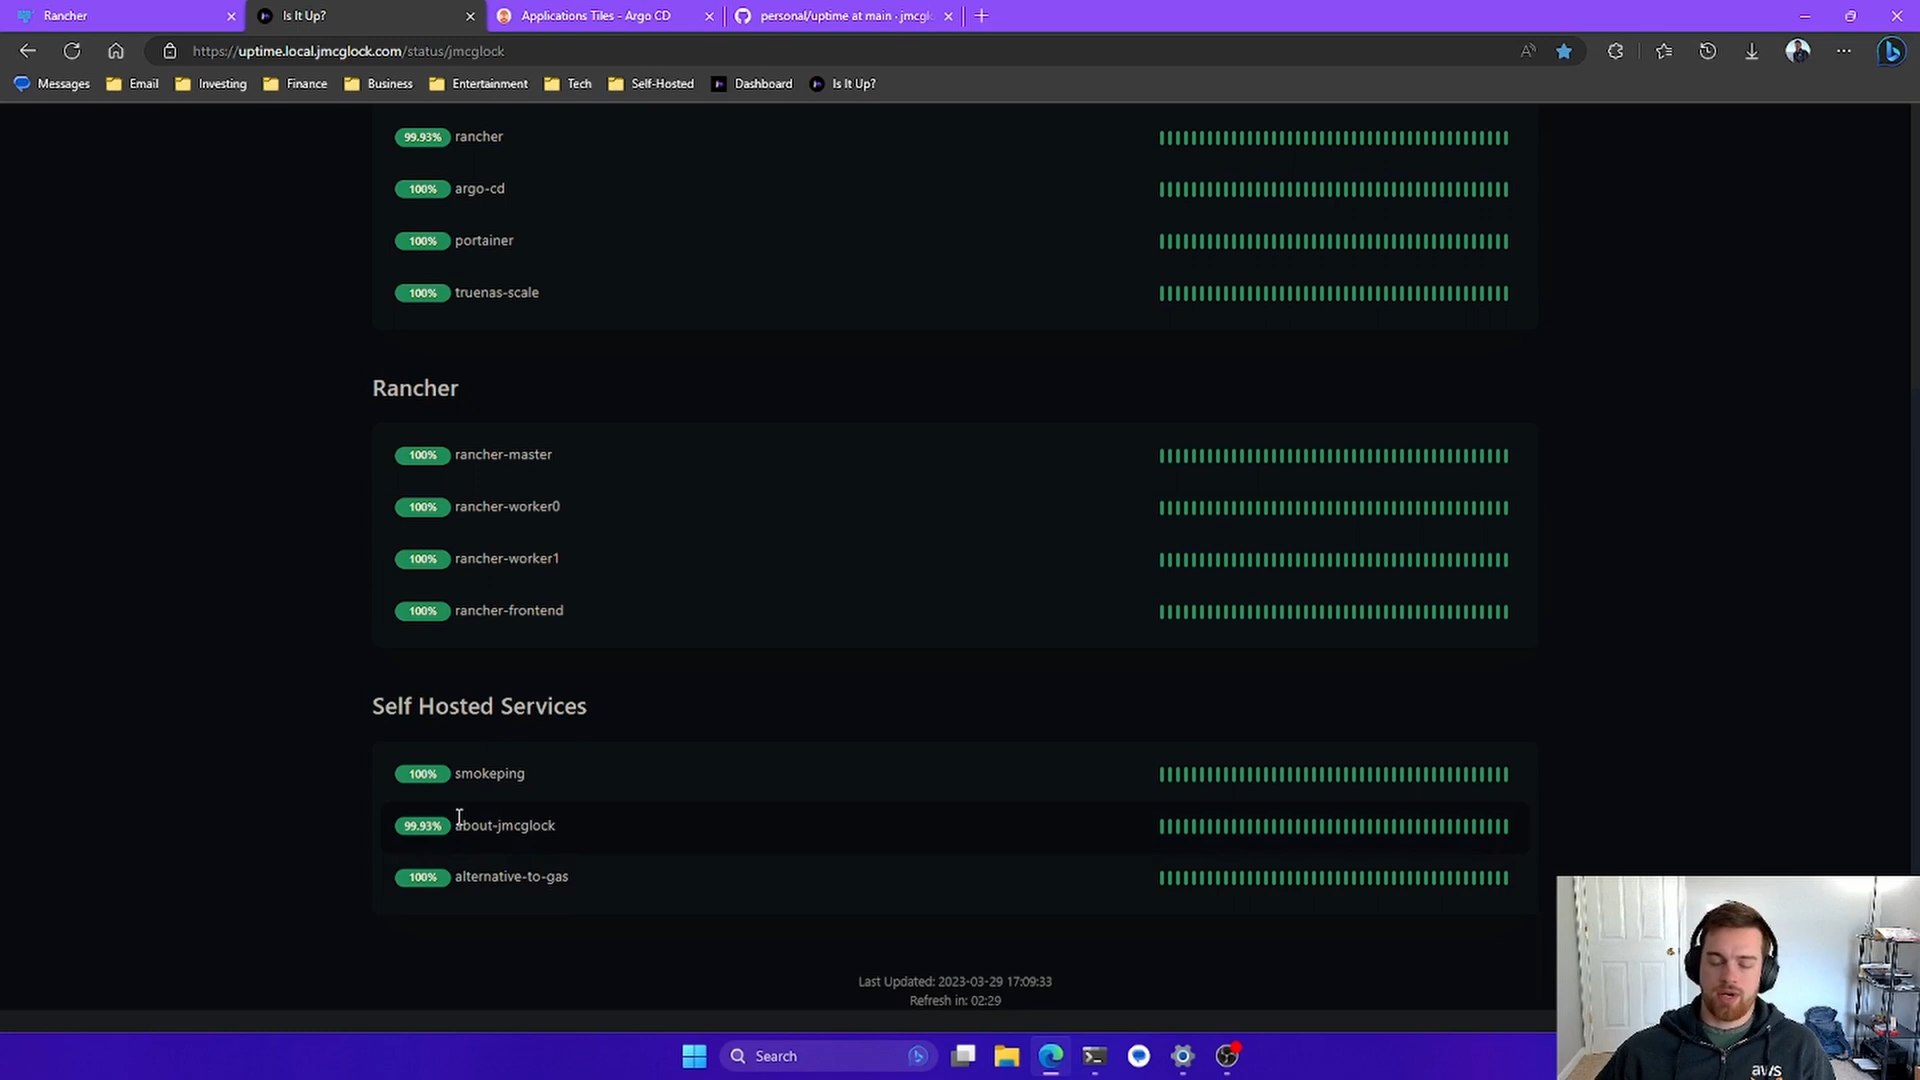 Rancher
Is It Up?
Applications Tiles - Argo CD
personal/uptime at main · jmcgl
https://uptime.local.jmcglock.com/status/jmcglock
Messages
Email
Investing
Finance
Business
Entertainment
Tech
Self-Hosted
Dashboard
Is It Up?
99.93% rancher
100% argo-cd
100% portainer
100% truenas-scale
Rancher
100% rancher-master
100% rancher-worker0
100% rancher-worker1
100% rancher-frontend
Self Hosted Services
100% smokeping
99.93% about-jmcglock
100% alternative-to-gas
Last Updated: 2023-03-29 17:09:33
Refresh in: 02:29
Search
aws